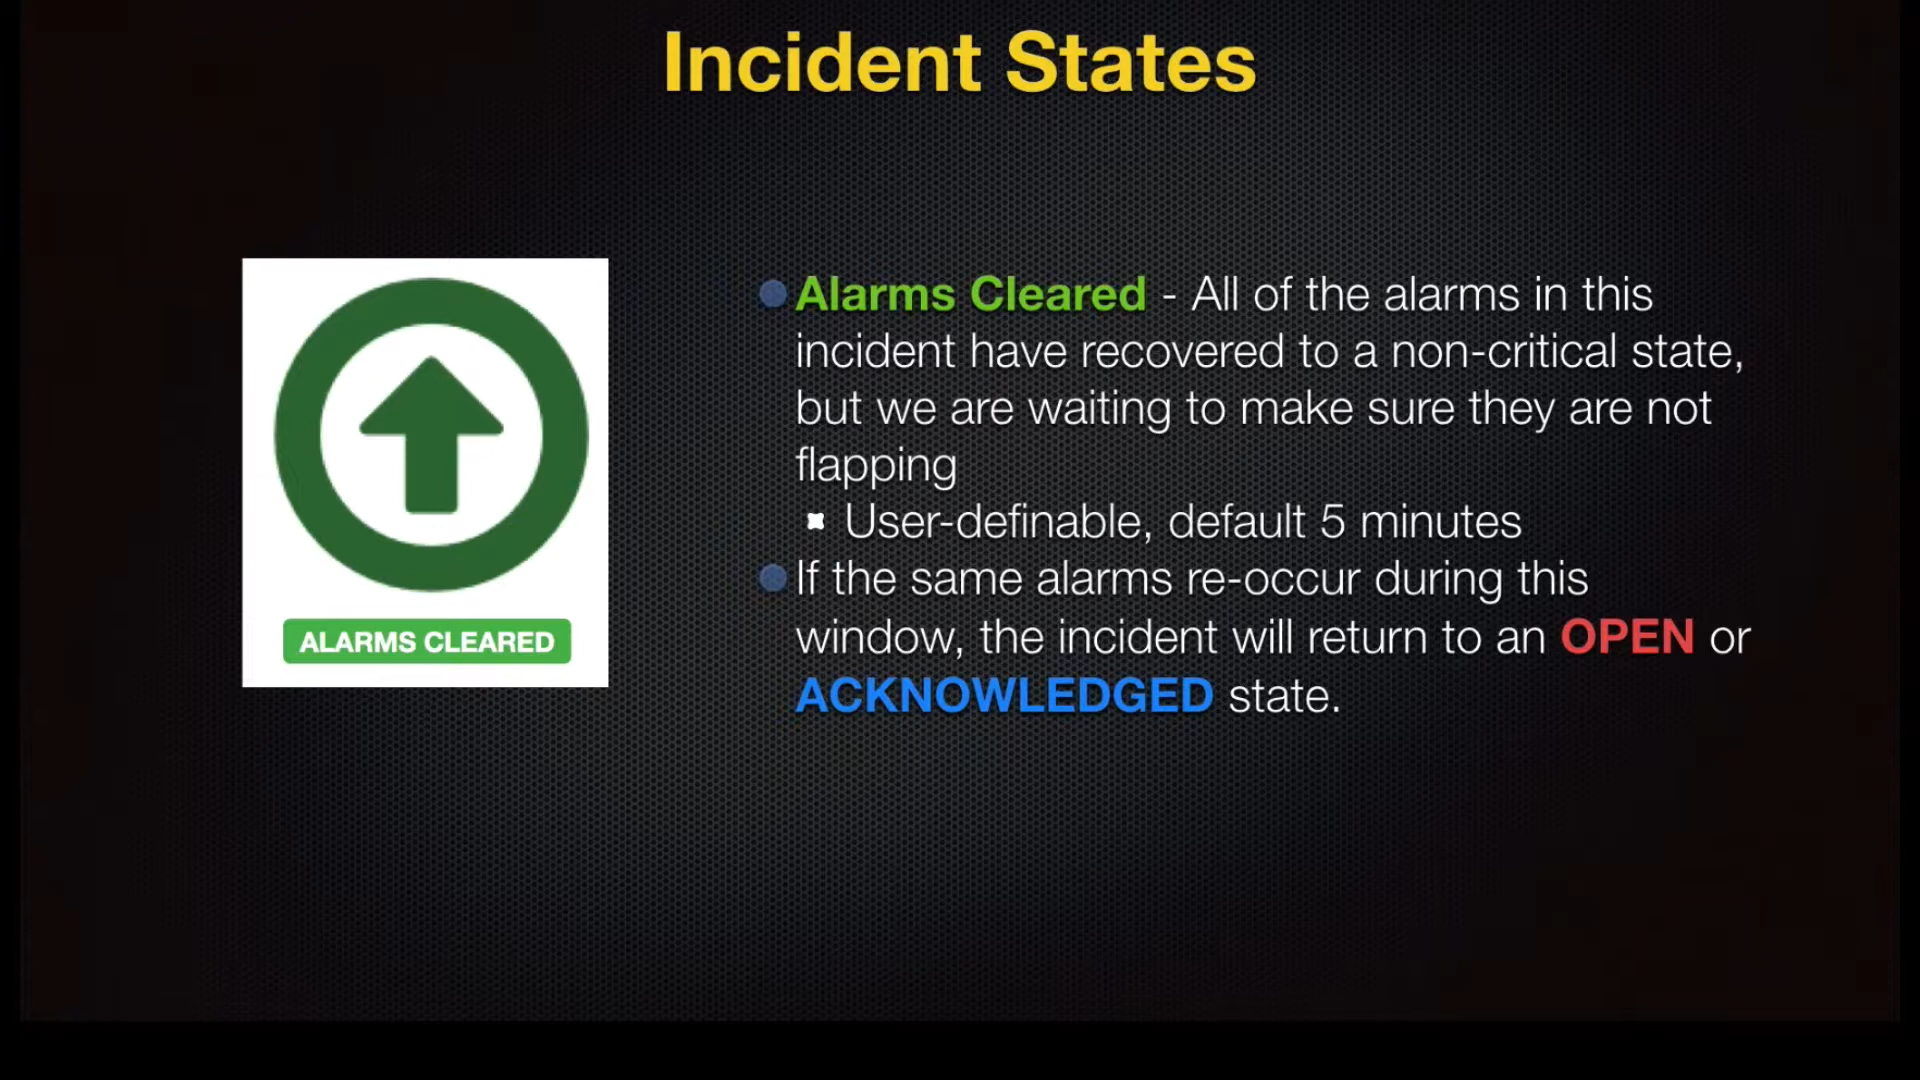 Incident States
ALARMS CLEARED
Alarms Cleared - All of the alarms in this
incident have recovered to a non-critical state,
but we are waiting to make sure they are not
flapping
User-definable, default 5 minutes
If the same alarms re-occur during this
window, the incident will return to an OPEN or
ACKNOWLEDGED state.